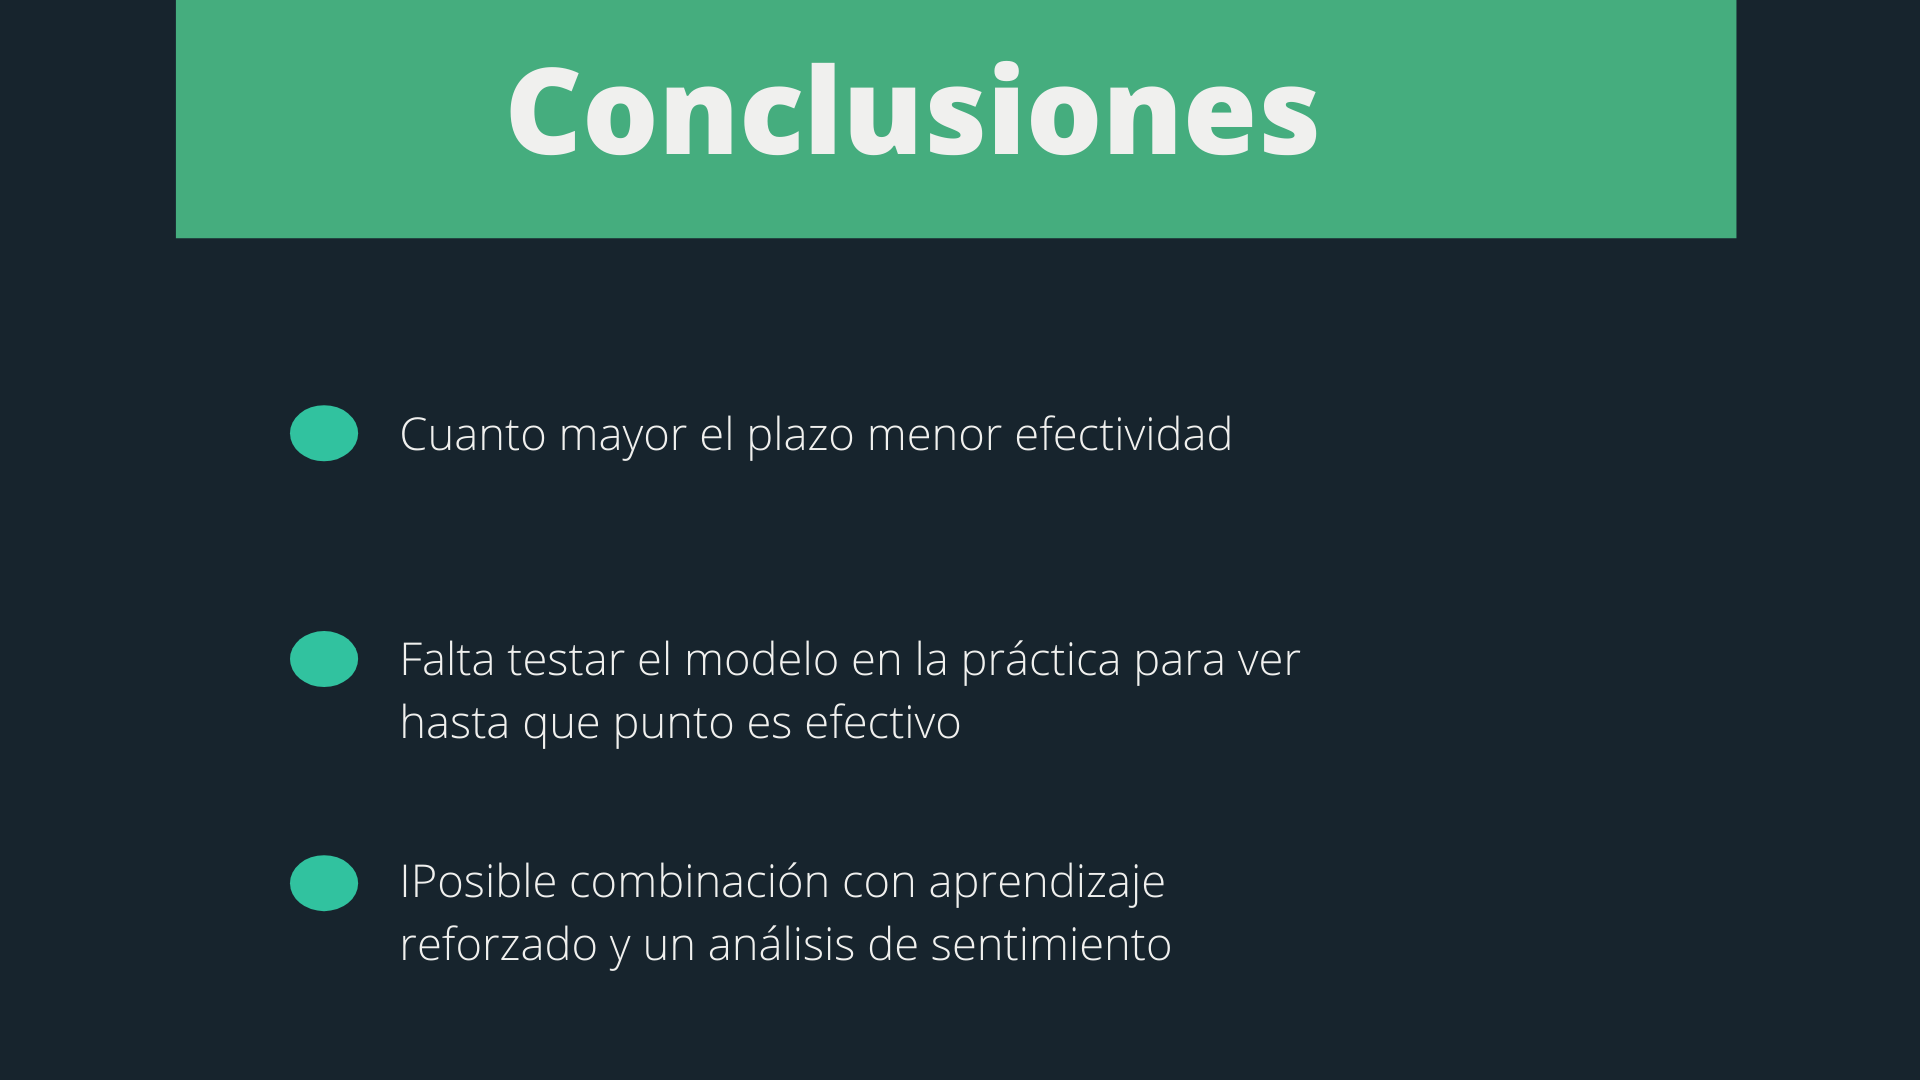 Conclusiones
Cuanto mayor el plazo menor efectividad
Falta testar el modelo en la práctica para ver
hasta que punto es efectivo
IPosible combinación con aprendizaje
reforzado y un análisis de sentimiento